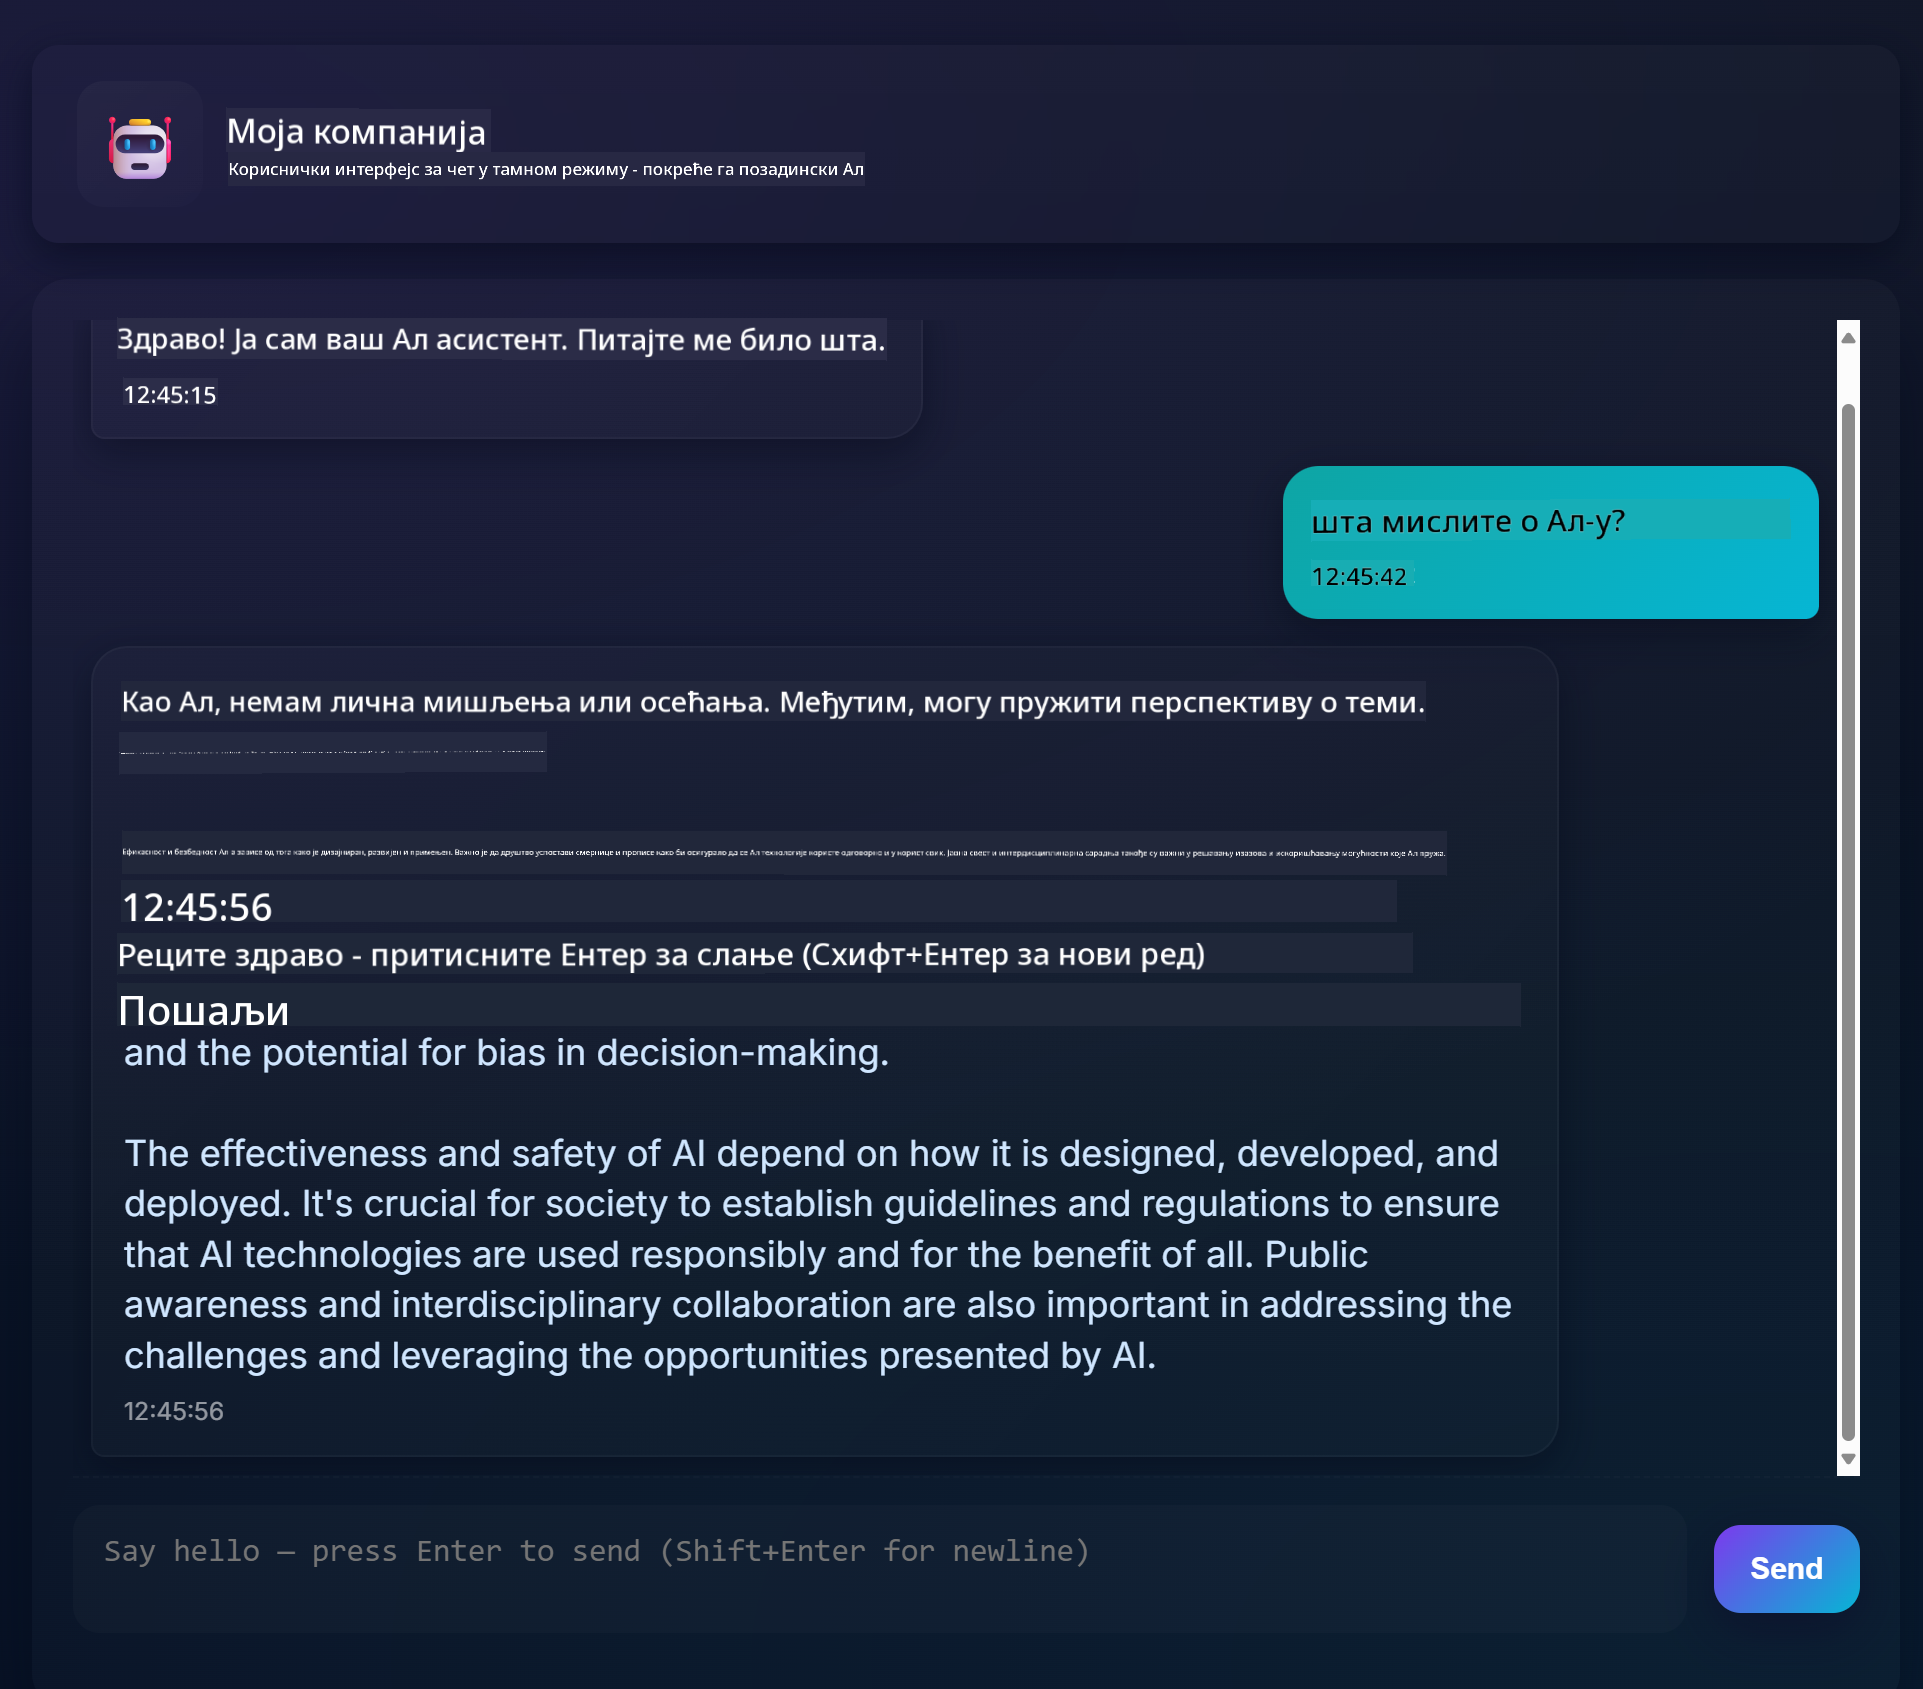 Моја компанија
Кориснички интерфејс за чет у тамном режиму - покреће га позадински Ал
Здраво! Ја сам ваш Ал асистент. Питајте ме било шта.
12:45:15
шта мислите о Ал-у?
12:45:42
Као Ал, немам лична мишљења или осећања. Међутим, могу пружити перспективу о теми.
Ефикасност и безбедност Ал а зависе од тога како је дизајниран, развијен и примењен. Важно је да друштво успостави смернице и прописе како би осигурало да се Ал технологије користе одговорно и у корист свих. Јавна свест и интердисциплинарна сарадња такође су важни у решавању изазова и искоришћавању могућности које Ал пружа.
12:45:56
Реците здраво - притисните Ентер за слање (Схифт+Ентер за нови ред)
Пошаљи
and the potential for bias in decision-making.
The effectiveness and safety of AI depend on how it is designed, developed, and
deployed. It's crucial for society to establish guidelines and regulations to ensure
that AI technologies are used responsibly and for the benefit of all. Public
awareness and interdisciplinary collaboration are also important in addressing the
challenges and leveraging the opportunities presented by AI.
12:45:56
Say hello — press Enter to send (Shift+Enter for newline)
Send